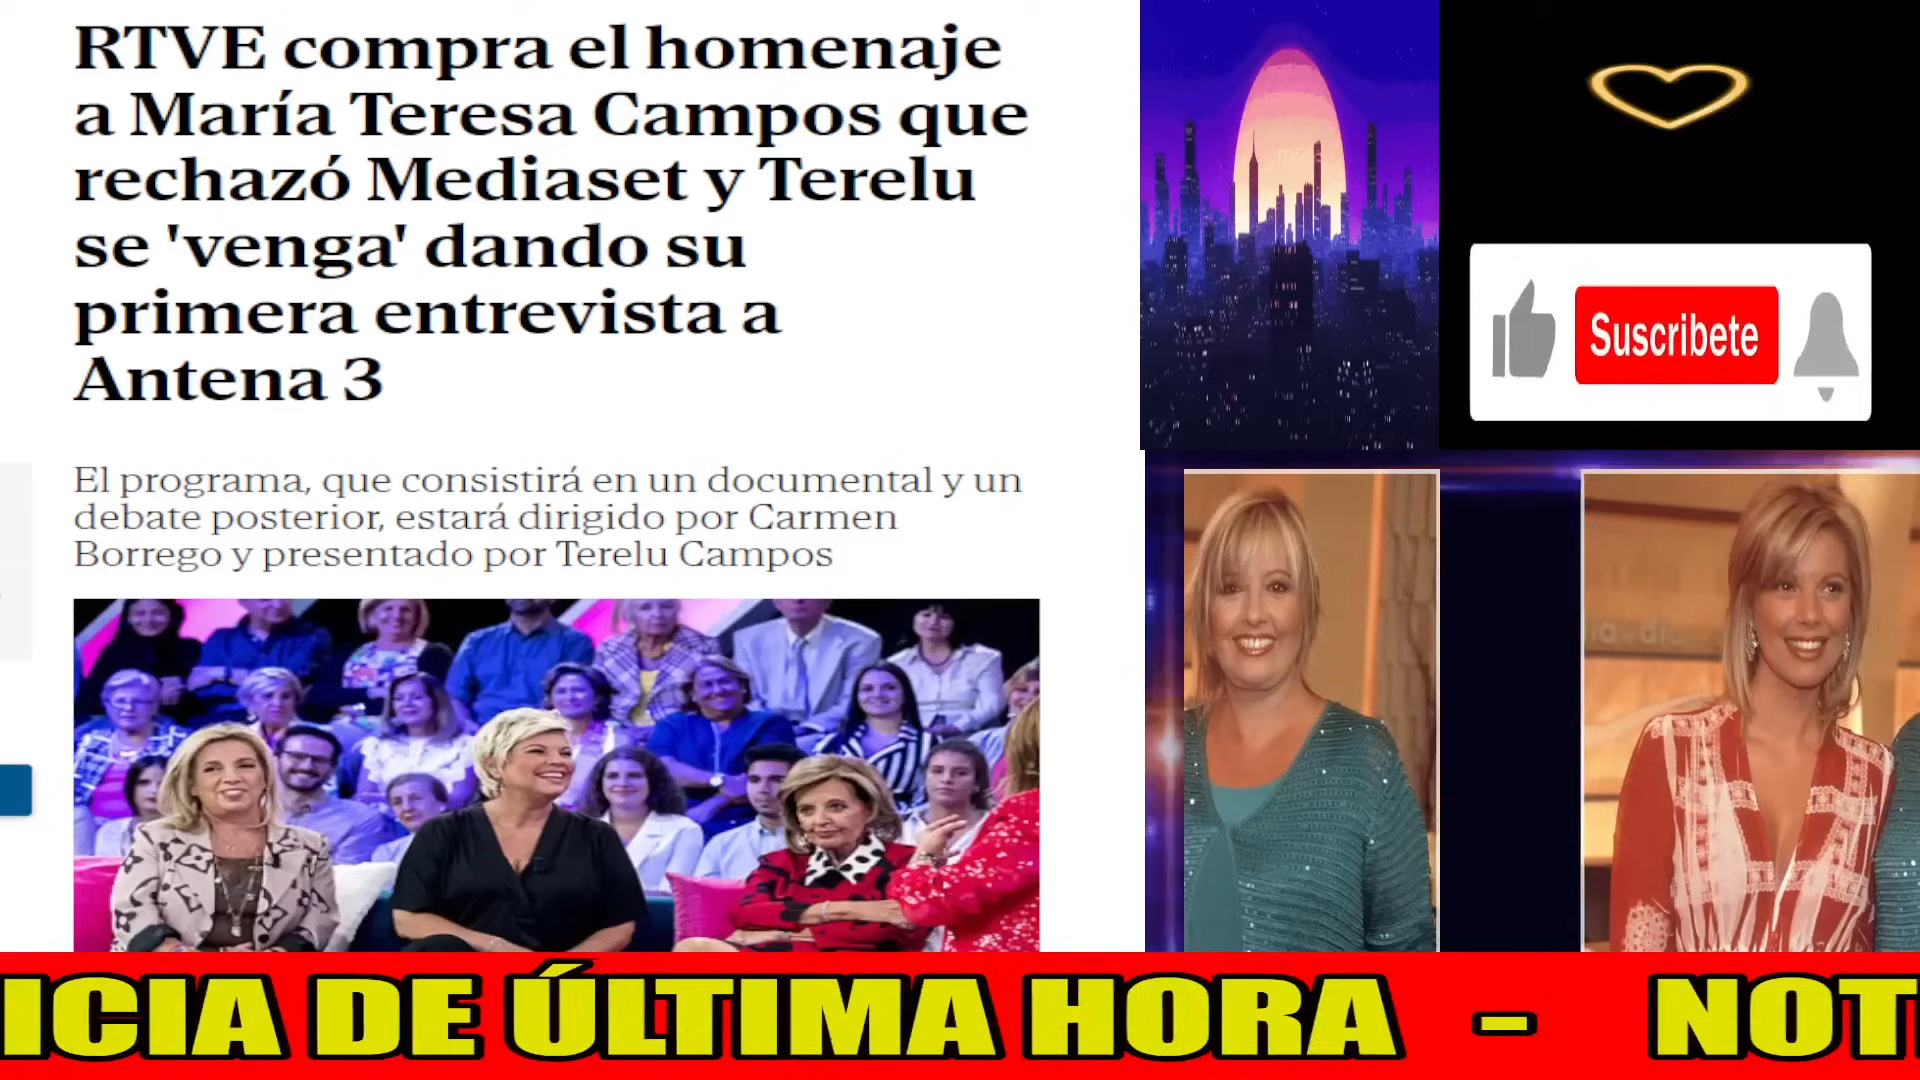 RTVE compra el homenaje
a María Teresa Campos que
rechazó Mediaset y Terelu
se 'venga' dando su
primera entrevista a
Antena 3
El programa, que consistirá en un documental y un
debate posterior, estará dirigido por Carmen
Borrego y presentado por Terelu Campos
Suscribete
ICIA DE ÚLTIMA HORA - NOT